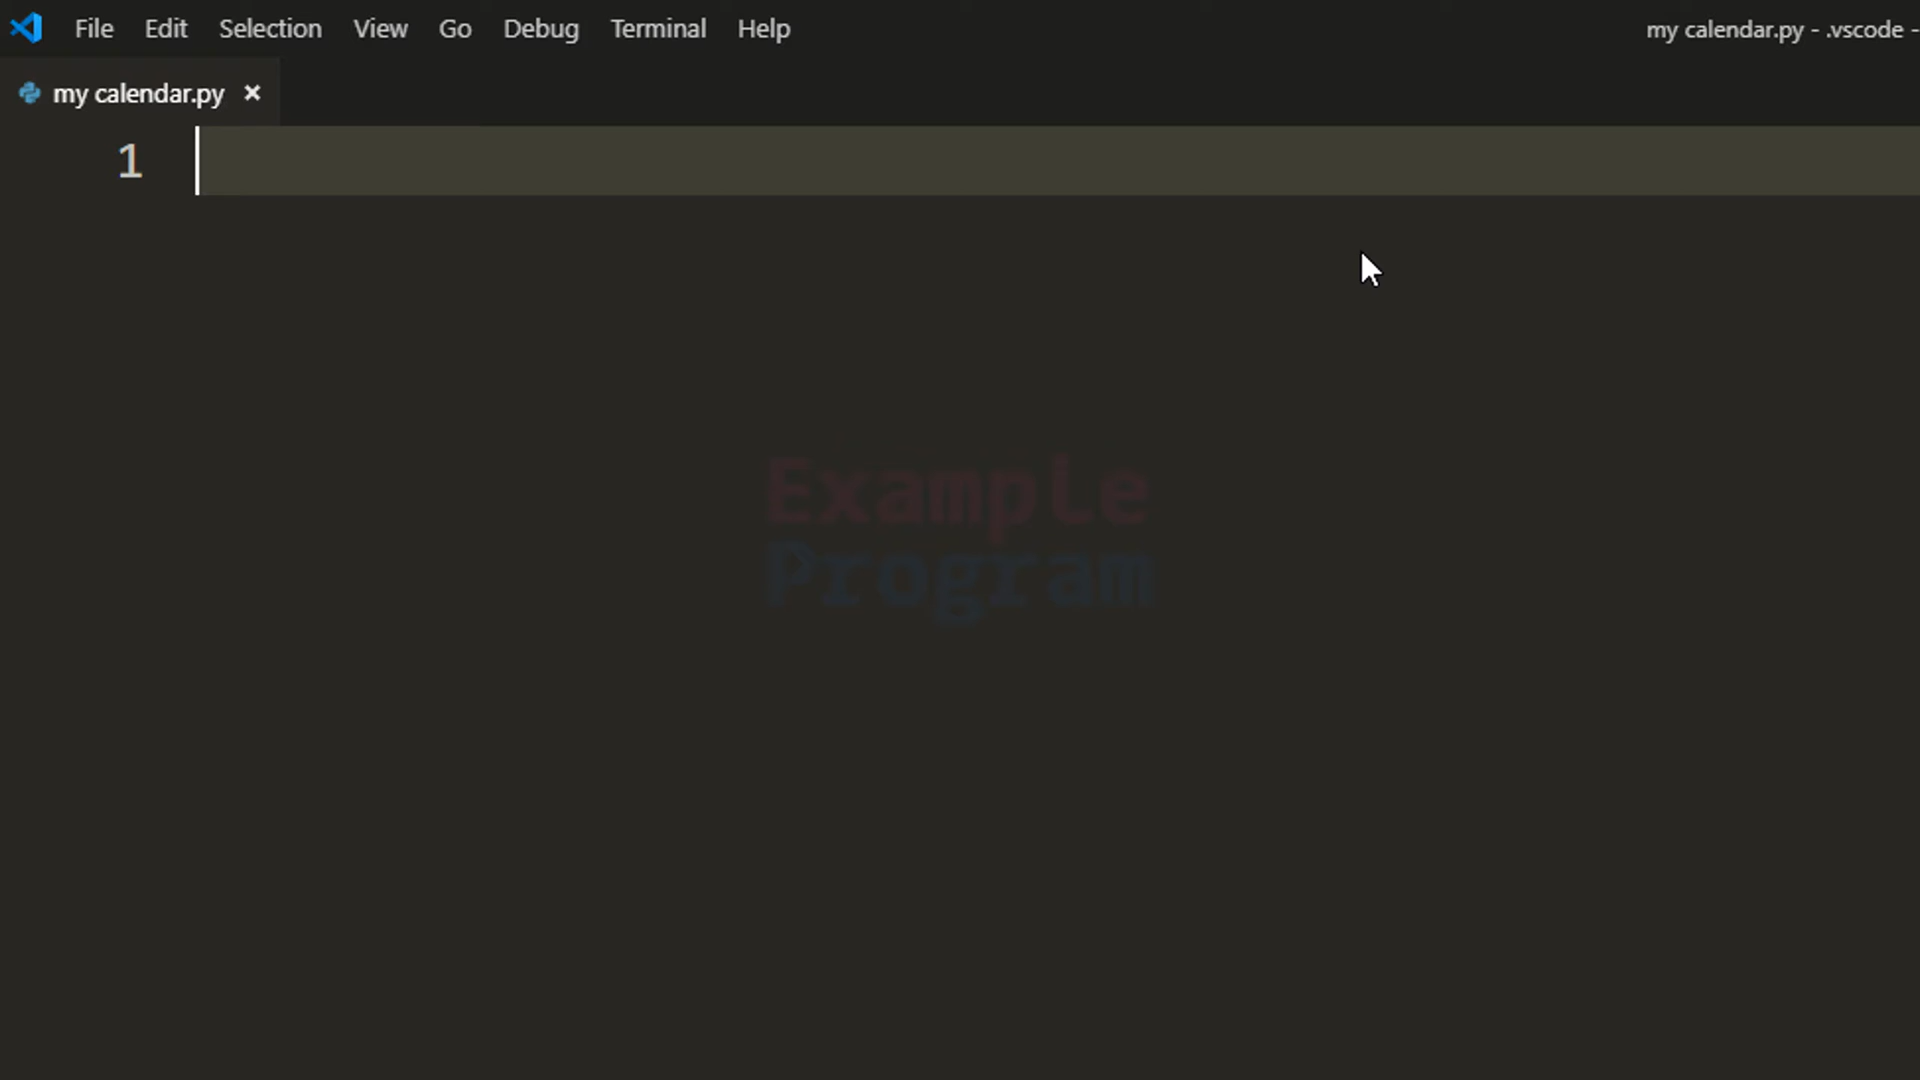 File Edit Selection View Go Debug Terminal Help my calendar.py - .vscode -
my calendar.py ×
1
Example
Program